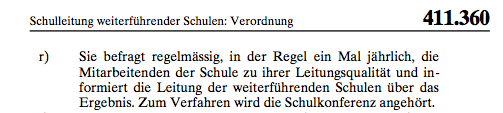 Schulleitung weiterführender Schulen: Verordnung 411.360
r) Sie befragt regelmässig, in der Regel ein Mal jährlich, die
Mitarbeitenden der Schule zu ihrer Leitungsqualität und in-
formiert die Leitung der weiterführenden Schulen über das
Ergebnis. Zum Verfahren wird die Schulkonferenz angehört.